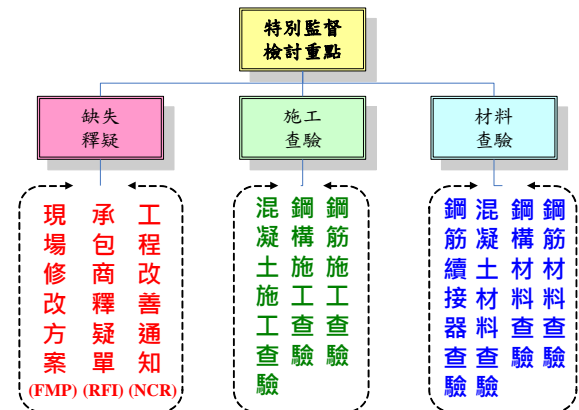 特別監督
檢討重點
缺失
釋疑
施工
查驗
材料
查驗
現場修改方案
(FMP)
承包商釋疑單
(RFI)
工程改善通知
(NCR)
混凝土施工查驗
鋼構施工查驗
鋼筋施工查驗
鋼筋續接器查驗
混凝土材料查驗
鋼構材料查驗
鋼筋材料查驗